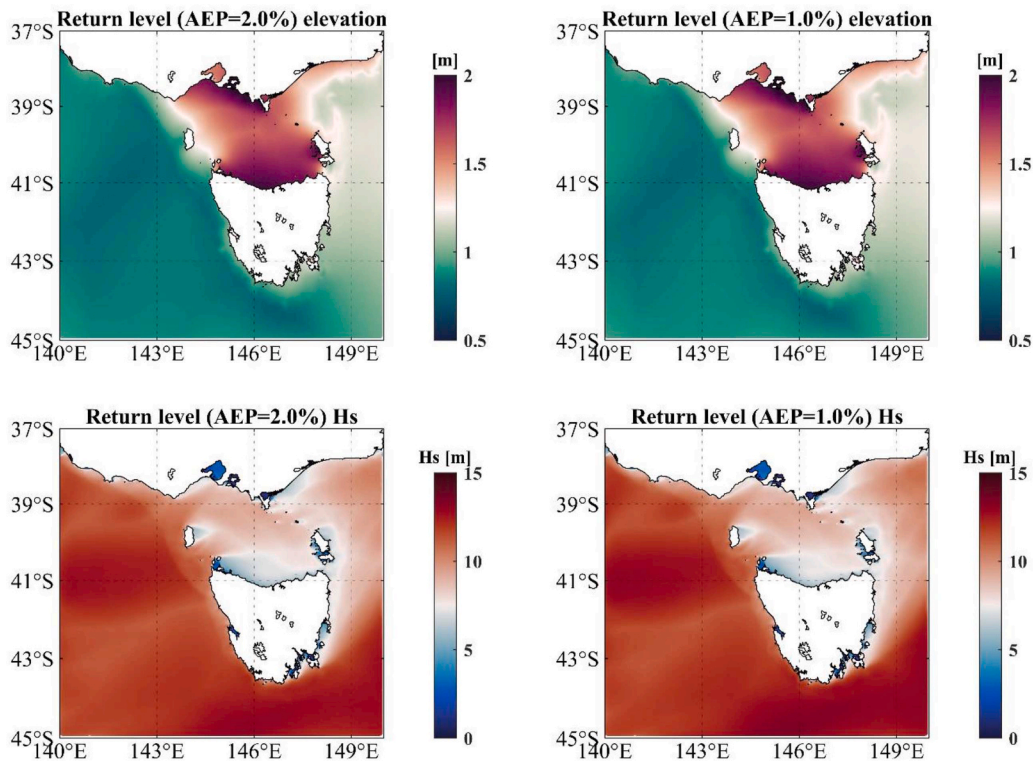 Return level (AEP=2.0%) elevation
37°S
39°S
41°S
43°S
45°S
140°E
143°E
146°E
149°E
[m]
2
1.5
1
0.5
Return level (AEP=1.0%) elevation
37°S
39°S
41°S
43°S
45°S
140°E
143°E
146°E
149°E
[m]
2
1.5
1
0.5
Return level (AEP=2.0%) Hs
37°S
39°S
41°S
43°S
45°S
140°E
143°E
146°E
149°E
Hs [m]
15
10
5
0
Return level (AEP=1.0%) Hs
37°S
39°S
41°S
43°S
45°S
140°E
143°E
146°E
149°E
Hs [m]
15
10
5
0